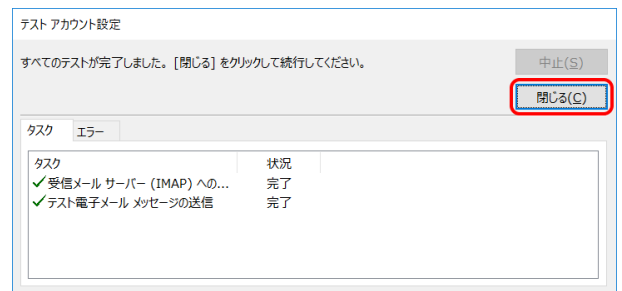 テスト アカウント設定
すべてのテストが完了しました。[閉じる] をクリックして続行してください。
中止(S)
閉じる(C)
タスク
エラー
タスク 状況
受信メール サーバー (IMAP) への... 完了
テスト電子メール メッセージの送信 完了